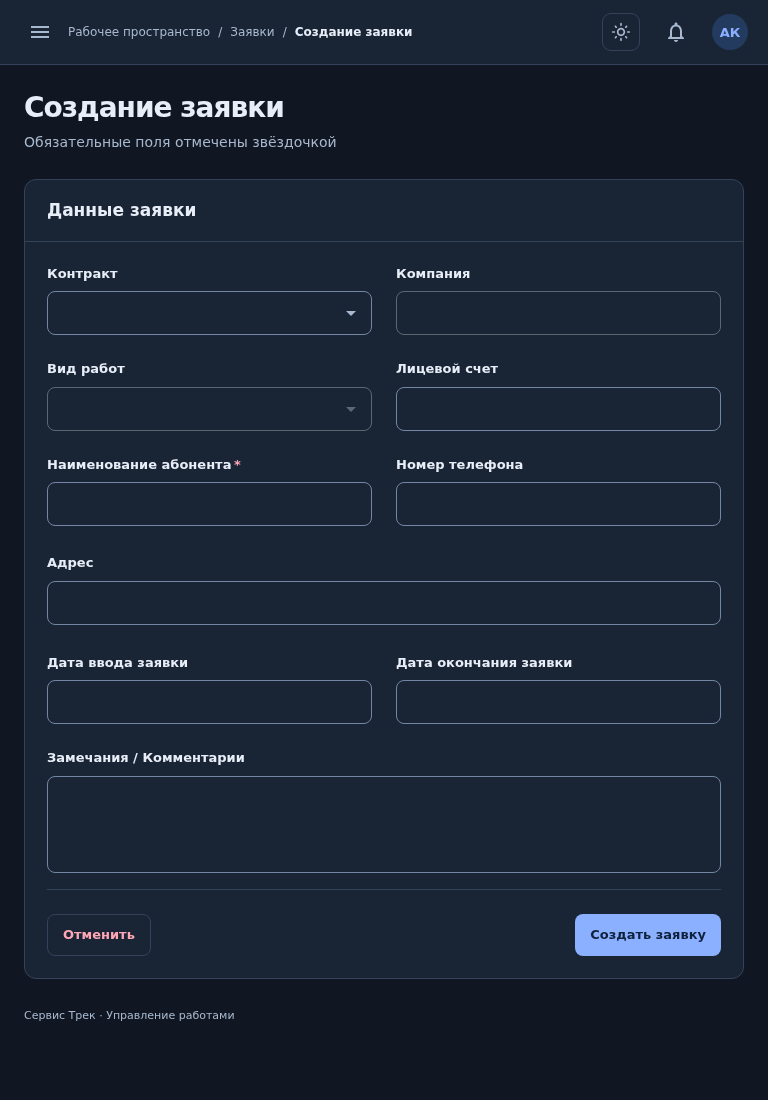 Рабочее пространство / Заявки / Создание заявки
АК
Создание заявки
Обязательные поля отмечены звёздочкой
Данные заявки
Контракт
Компания
Вид работ
Лицевой счет
Наименование абонента *
Номер телефона
Адрес
Дата ввода заявки
Дата окончания заявки
Замечания / Комментарии
Отменить
Создать заявку
Сервис Трек · Управление работами